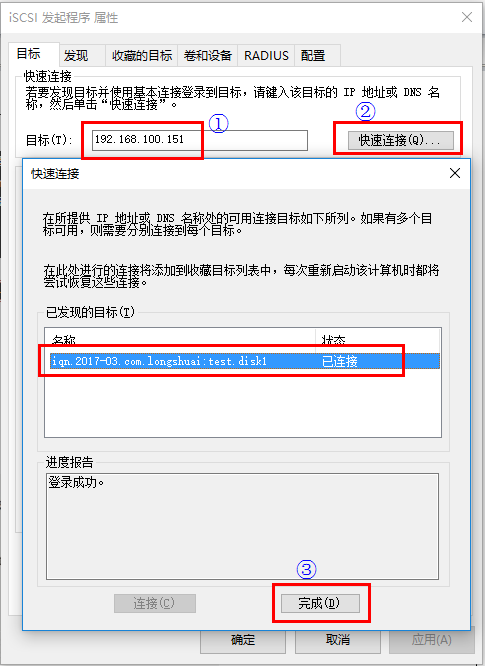 iSCSI 发起程序 属性
目标
发现
收藏的目标
卷和设备
RADIUS
配置
快速连接
若要发现目标并使用基本连接登录到目标，请键入该目标的 IP 地址或 DNS 名
称，然后单击“快速连接”。
①
②
目标(T):
192.168.100.151
快速连接(Q)...
快速连接
在所提供 IP 地址或 DNS 名称处的可用连接目标如下所列。如果有多个目
标可用，则需要分别连接到每个目标。
在此处进行的连接将添加到收藏目标列表中，每次重新启动该计算机时都将
尝试恢复这些连接。
已发现的目标(T)
名称
状态
iqn.2017-03.com.longshuai:test.disk1
已连接
进度报告
登录成功。
③
连接(C)
完成(D)
确定
取消
应用(A)